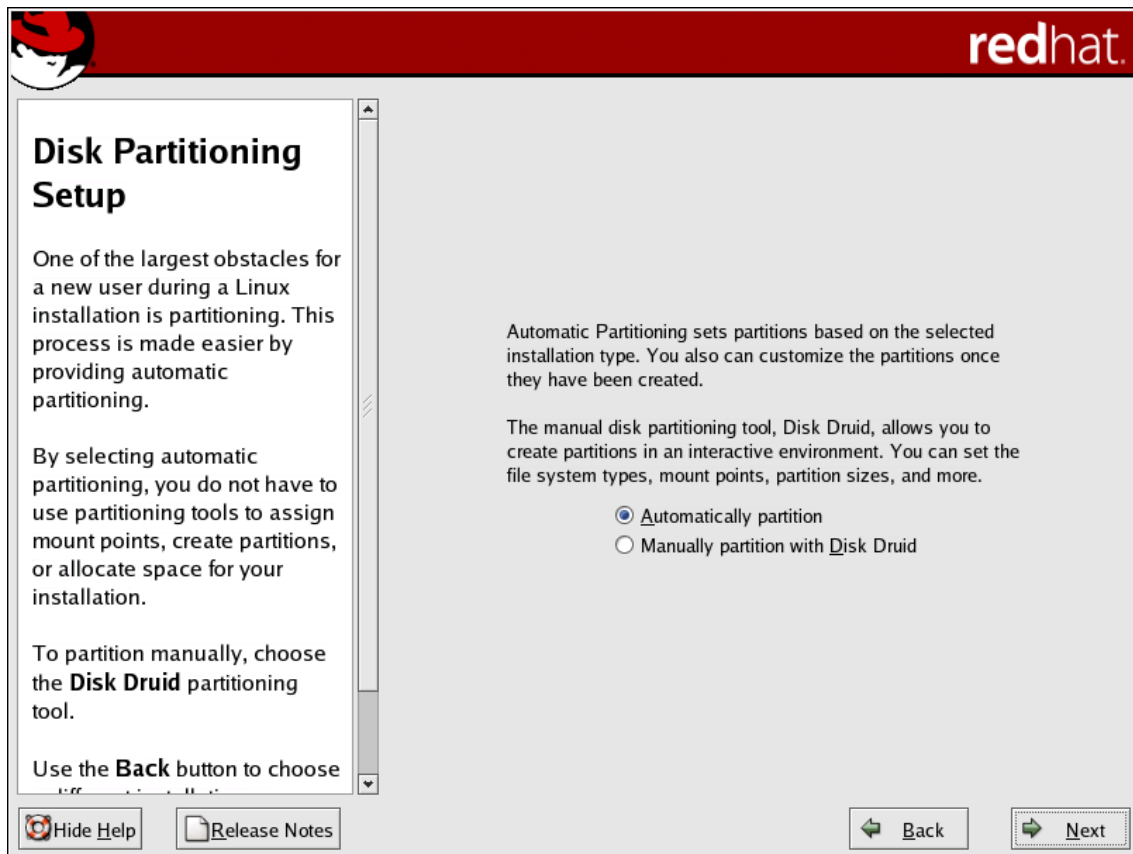 redhat.
Disk Partitioning
Setup
One of the largest obstacles for
a new user during a Linux
installation is partitioning. This
process is made easier by
providing automatic
partitioning.
By selecting automatic
partitioning, you do not have to
use partitioning tools to assign
mount points, create partitions,
or allocate space for your
installation.
To partition manually, choose
the Disk Druid partitioning
tool.
Use the Back button to choose
Automatic Partitioning sets partitions based on the selected
installation type. You also can customize the partitions once
they have been created.
The manual disk partitioning tool, Disk Druid, allows you to
create partitions in an interactive environment. You can set the
file system types, mount points, partition sizes, and more.
Automatically partition
Manually partition with Disk Druid
Hide Help
Release Notes
Back
Next